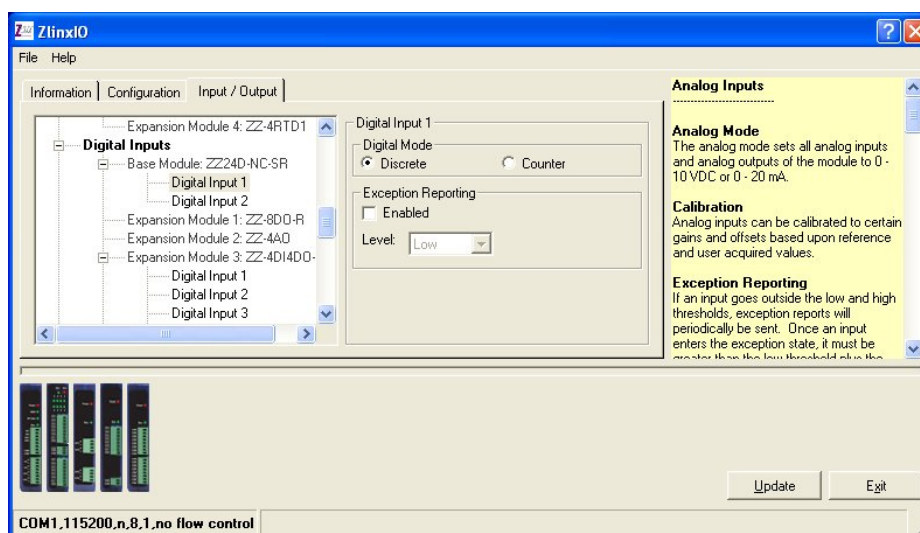 ZlinxIO
File Help
Information Configuration Input / Output
Expansion Module 4: ZZ-4RTD1
Digital Inputs
Base Module: ZZ24D-NC-SR
Digital Input 1
Digital Input 2
Expansion Module 1: ZZ-8DO-R
Expansion Module 2: ZZ-4AO
Expansion Module 3: ZZ-4DI4DO-
Digital Input 1
Digital Input 2
Digital Input 3
Digital Input 1
Digital Mode
Discrete Counter
Exception Reporting
Enabled
Level: Low
Analog Inputs
----------------------------
Analog Mode
The analog mode sets all analog inputs
and analog outputs of the module to 0 -
10 VDC or 0 - 20 mA.
Calibration
Analog inputs can be calibrated to certain
gains and offsets based upon reference
and user acquired values.
Exception Reporting
If an input goes outside the low and high
thresholds, exception reports will
periodically be sent. Once an input
enters the exception state, it must be
greater than the low threshold plus the
Update Exit
COM1,115200,n,8,1,no flow control